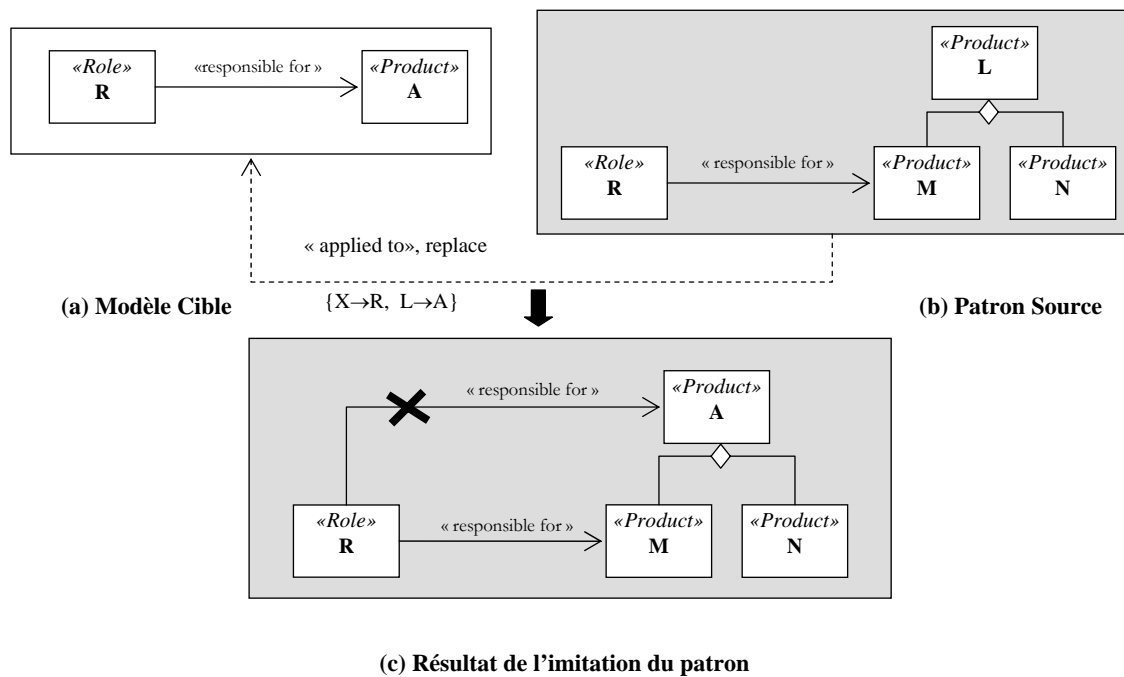 «Role»
R
«responsible for »
«Product»
A
«Product»
L
«Role»
R
« responsible for »
«Product»
M
«Product»
N
« applied to», replace
{X→R, L→A}
(a) Modèle Cible
(b) Patron Source
« responsible for »
«Product»
A
«Role»
R
« responsible for »
«Product»
M
«Product»
N
(c) Résultat de l’imitation du patron